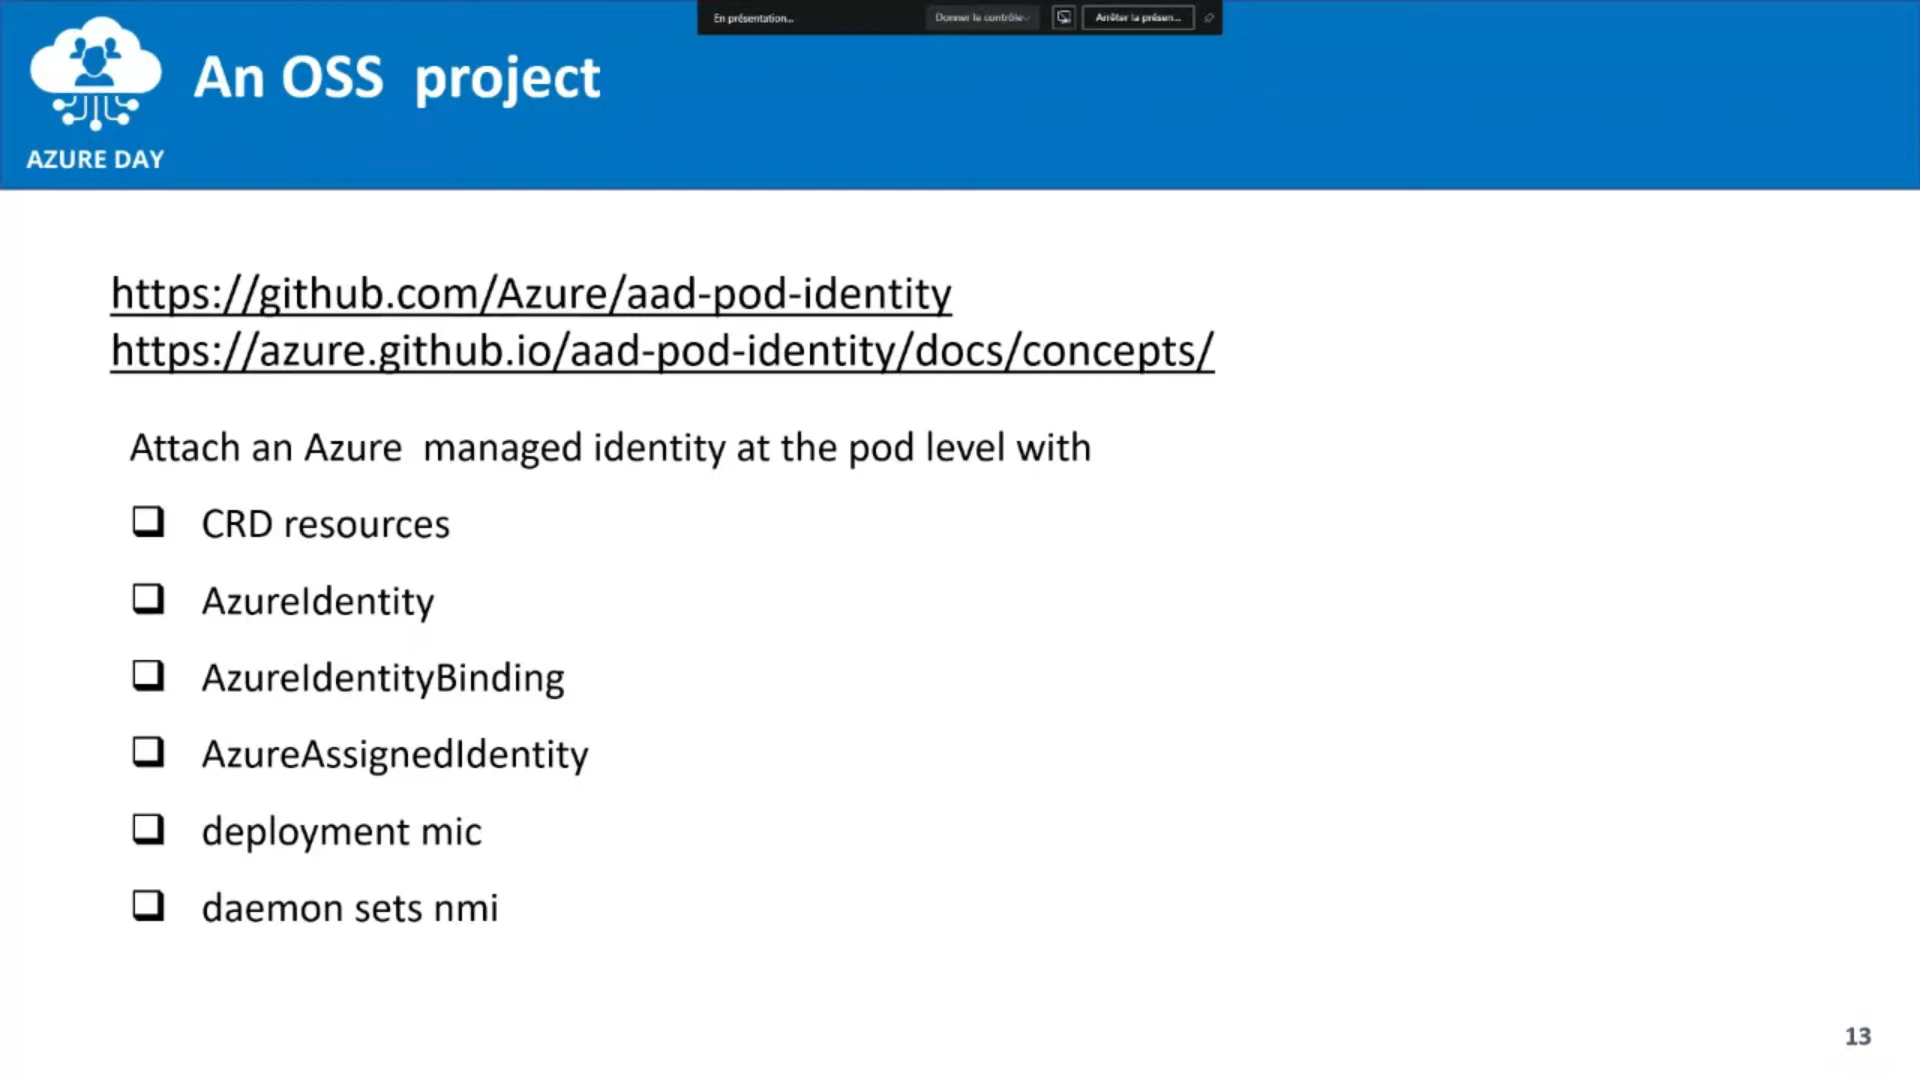 En présentation...
Donner le contrôle
Arrêter la présen...
An OSS project
AZURE DAY
https://github.com/Azure/aad-pod-identity
https://azure.github.io/aad-pod-identity/docs/concepts/
Attach an Azure managed identity at the pod level with
CRD resources
AzureIdentity
AzureIdentityBinding
AzureAssignedIdentity
deployment mic
daemon sets nmi
13